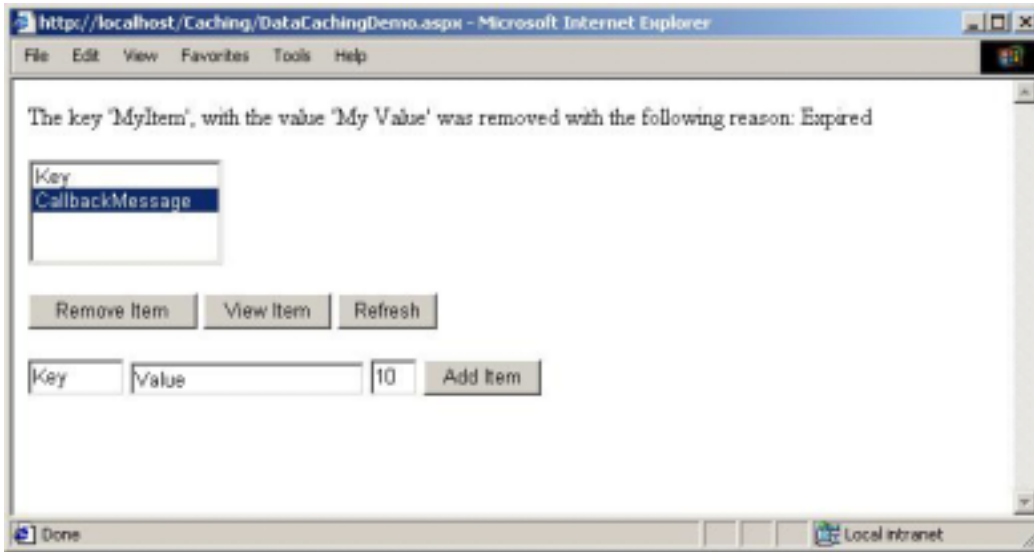 http://localhost/Caching/DataCachingDemo.aspx - Microsoft Internet Explorer
File Edit View Favorites Tools Help
The key 'MyItem', with the value 'My Value' was removed with the following reason: Expired
Key
CallbackMessage
Remove Item View Item Refresh
Key Value 10 Add Item
Done Local intranet